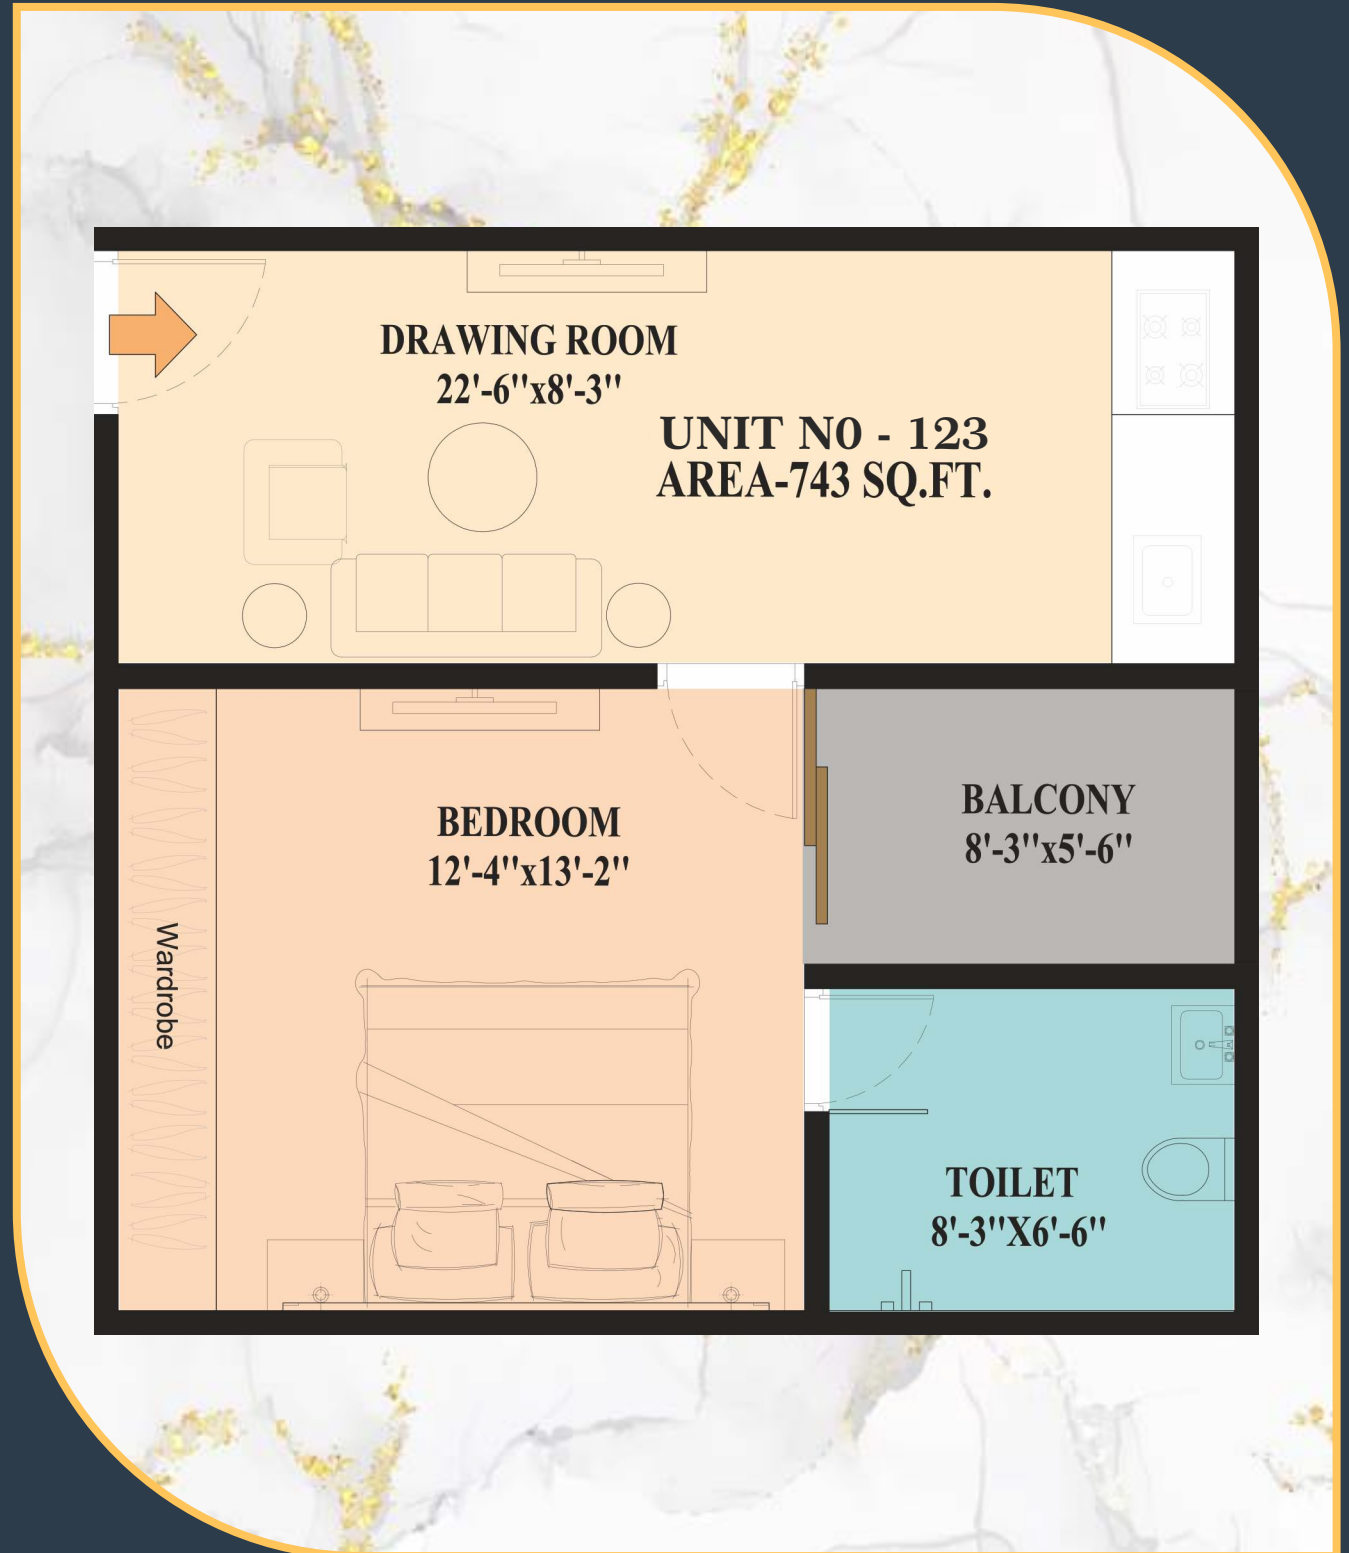 DRAWING ROOM
22'-6"x8'-3"
UNIT N0 - 123
AREA-743 SQ.FT.
BEDROOM
12'-4"x13'-2"
BALCONY
8'-3"x5'-6"
Wardrobe
TOILET
8'-3"X6'-6"